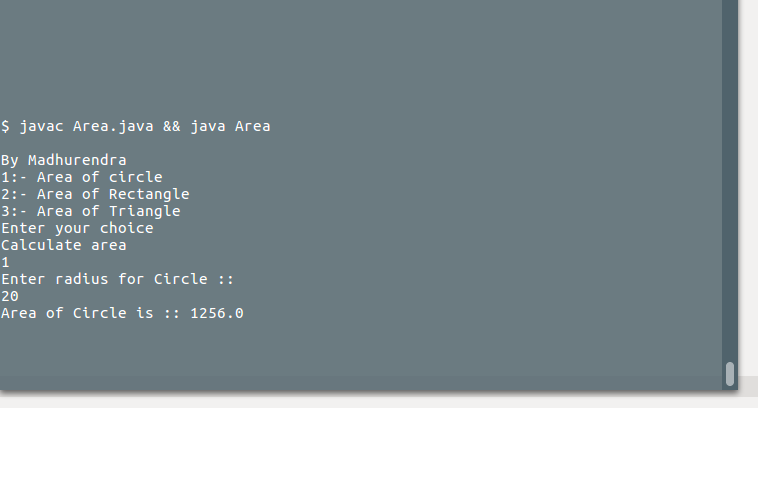 $ javac Area.java && java Area
By Madhurendra
1:- Area of circle
2:- Area of Rectangle
3:- Area of Triangle
Enter your choice
Calculate area
1
Enter radius for Circle ::
20
Area of Circle is :: 1256.0